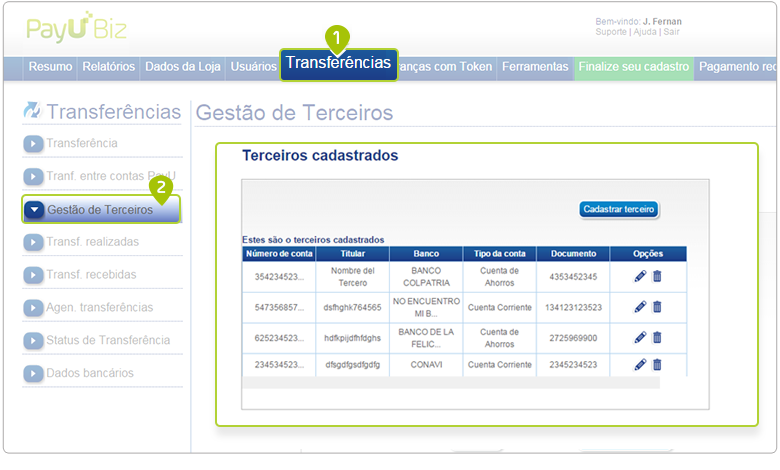 PayU Biz
Bem-vindo: J. Fernan
Suporte | Ajuda | Sair
1
Resumo Relatórios Dados da Loja Usuários Transferências anças com Token Ferramentas Finalize seu cadastro Pagamento rec
Transferências
Transferência
Tranf. entre contas PayU
2
Gestão de Terceiros
Transf. realizadas
Transf. recebidas
Agen. transferências
Status de Transferência
Dados bancários
Gestão de Terceiros
Terceiros cadastrados
Cadastrar terceiro
Estes são o terceiros cadastrados
Número de conta Titular Banco Tipo da conta Documento Opções
354234523... Nombre del Tercero BANCO COLPATRIA Cuenta de Ahorros 4353452345
547356857... dsfhghk764565 NO ENCUENTRO MI B... Cuenta Corriente 134123123523
625234523... hdfkpijdfhfdghs BANCO DE LA FELIC... Cuenta de Ahorros 2725969900
234534523... dfsgdfgsdfgdfg CONAVI Cuenta Corriente 2345234523